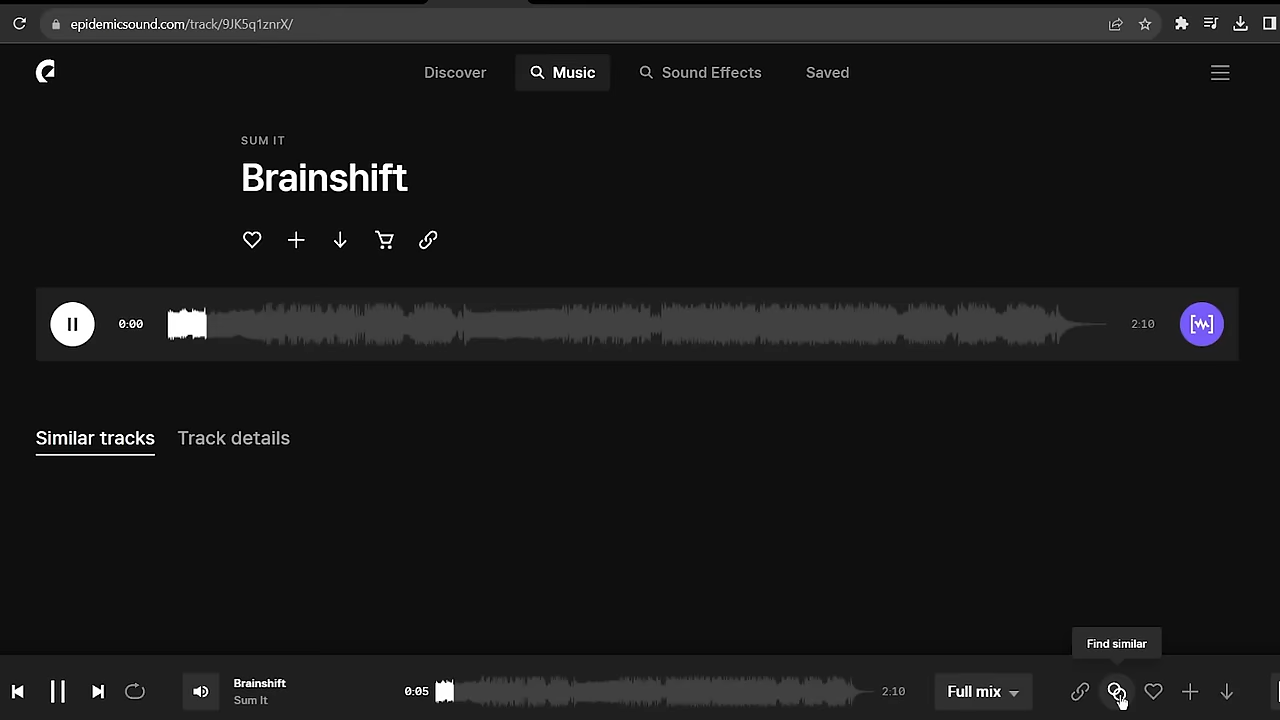 epidemicsound.com/track/9JK5q1znrX/
Discover
Music
Sound Effects
Saved
SUM IT
Brainshift
0:00
2:10
Similar tracks
Track details
Find similar
Brainshift
Sum It
0:05
2:10
Full mix